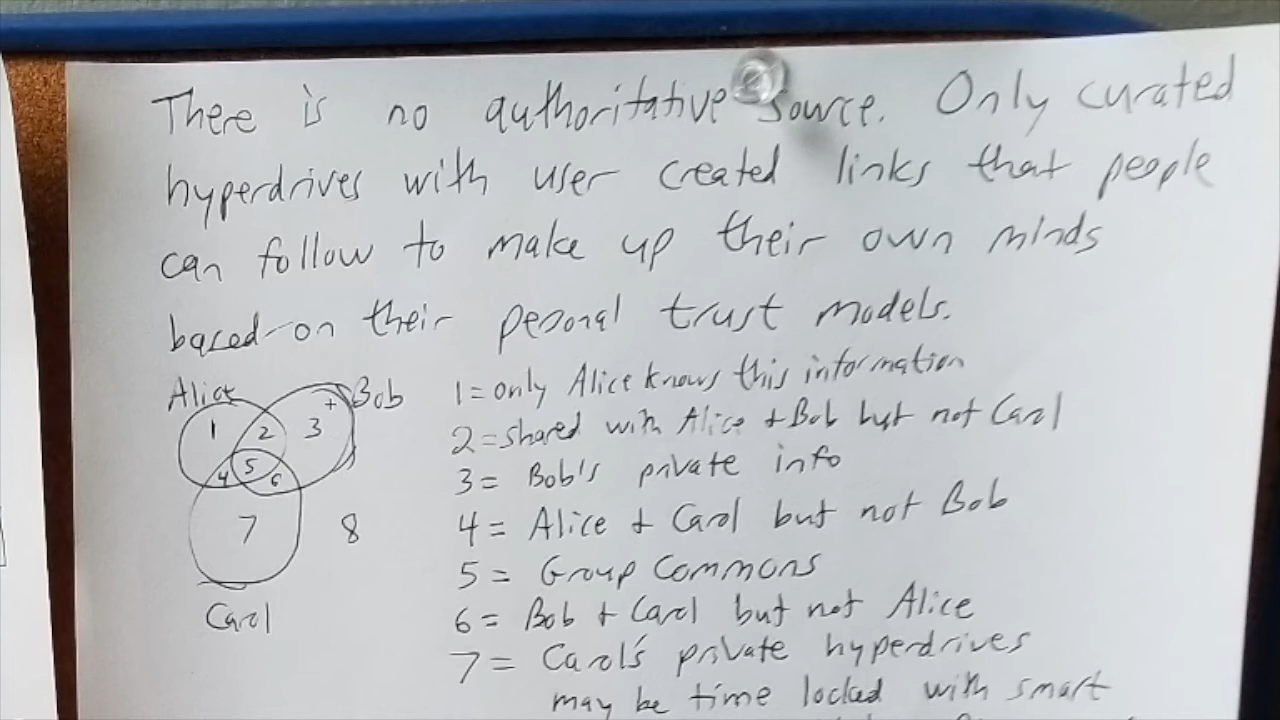 There is no authoritative source. Only curated
hyperdrives with user created links that people
can follow to make up their own minds
based on their pesonal trust models.
Alice
Bob
1 2 + 3
4 5 6
7 8
Carol
1 = only Alice knows this information
2 = shared with Alice + Bob but not Carol
3 = Bob's private info
4 = Alice + Carol but not Bob
5 = Group Commons
6 = Bob + Carol but not Alice
7 = Carol's private hyperdrives
may be time locked with smart